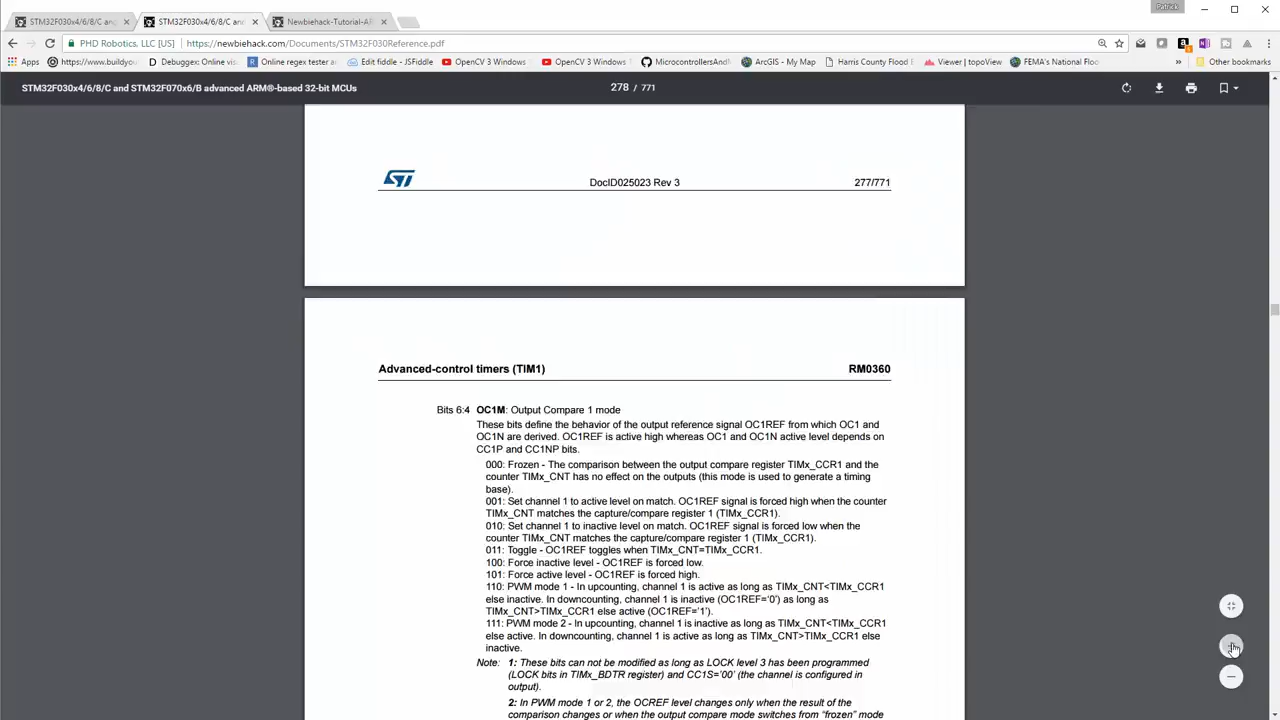 Patrick
STM32F030x4/6/8/C an
STM32F030x4/6/8/C and
Newbiehack-Tutorial-AR
PHD Robotics, LLC [US] https://newbiehack.com/Documents/STM32F030Reference.pdf
Apps https://www.buildyou Debuggex: Online vis Online regex tester a Edit fiddle - JSFiddle OpenCV 3 Windows OpenCV 3 Windows MicrocontrollersAnd ArcGIS - My Map Harris County Flood E Viewer | topoView FEMA's National Floo » Other bookmarks
STM32F030x4/6/8/C and STM32F070x6/B advanced ARM®-based 32-bit MCUs 278 / 771
ST DocID025023 Rev 3 277/771
Advanced-control timers (TIM1) RM0360
Bits 6:4 OC1M: Output Compare 1 mode
These bits define the behavior of the output reference signal OC1REF from which OC1 and
OC1N are derived. OC1REF is active high whereas OC1 and OC1N active level depends on
CC1P and CC1NP bits.
000: Frozen - The comparison between the output compare register TIMx_CCR1 and the
counter TIMx_CNT has no effect on the outputs (this mode is used to generate a timing
base).
001: Set channel 1 to active level on match. OC1REF signal is forced high when the counter
TIMx_CNT matches the capture/compare register 1 (TIMx_CCR1).
010: Set channel 1 to inactive level on match. OC1REF signal is forced low when the
counter TIMx_CNT matches the capture/compare register 1 (TIMx_CCR1).
011: Toggle - OC1REF toggles when TIMx_CNT=TIMx_CCR1.
100: Force inactive level - OC1REF is forced low.
101: Force active level - OC1REF is forced high.
110: PWM mode 1 - In upcounting, channel 1 is active as long as TIMx_CNT<TIMx_CCR1
else inactive. In downcounting, channel 1 is inactive (OC1REF='0') as long as
TIMx_CNT>TIMx_CCR1 else active (OC1REF='1').
111: PWM mode 2 - In upcounting, channel 1 is inactive as long as TIMx_CNT<TIMx_CCR1
else active. In downcounting, channel 1 is active as long as TIMx_CNT>TIMx_CCR1 else
inactive.
Note: 1: These bits can not be modified as long as LOCK level 3 has been programmed
(LOCK bits in TIMx_BDTR register) and CC1S='00' (the channel is configured in
output).
2: In PWM mode 1 or 2, the OCREF level changes only when the result of the
comparison changes or when the output compare mode switches from "frozen" mode